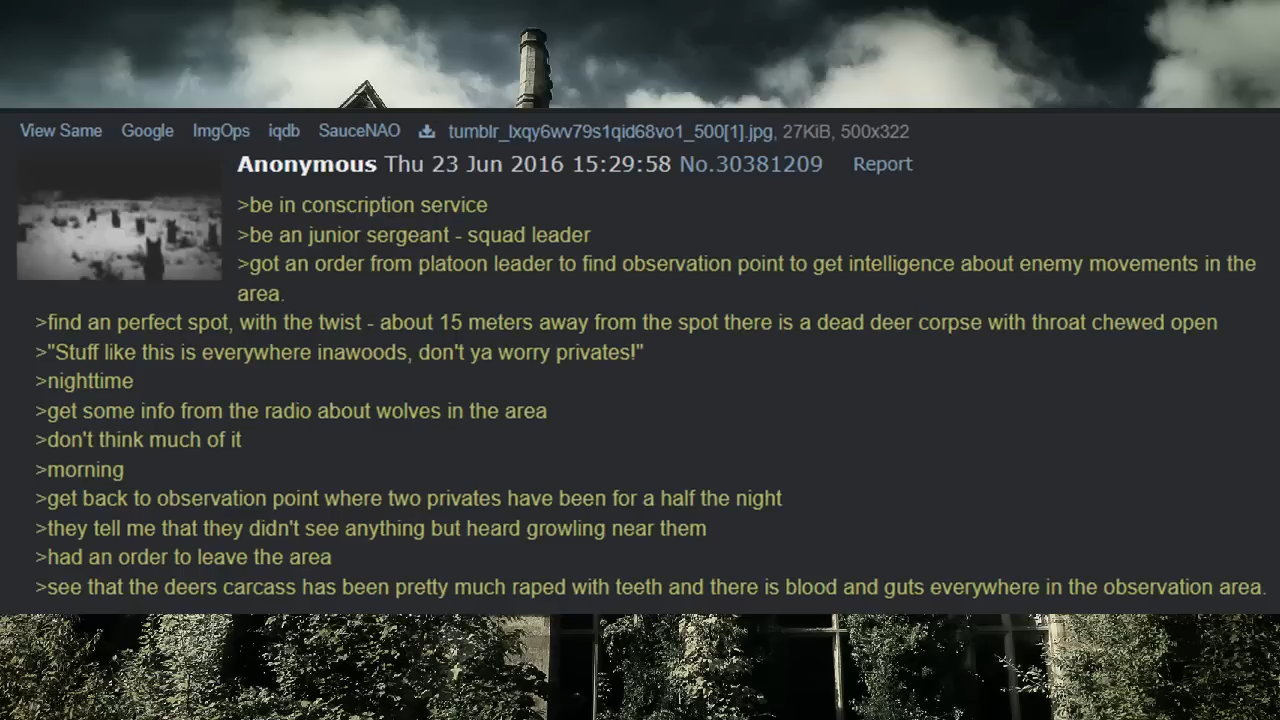 View Same Google ImgOps iqdb SauceNAO tumblr_lxqy6wv79s1qid68vo1_500[1].jpg, 27KiB, 500x322
Anonymous Thu 23 Jun 2016 15:29:58 No.30381209 Report
>be in conscription service
>be an junior sergeant - squad leader
>got an order from platoon leader to find observation point to get intelligence about enemy movements in the
area.
>find an perfect spot, with the twist - about 15 meters away from the spot there is a dead deer corpse with throat chewed open
>"Stuff like this is everywhere inawoods, don't ya worry privates!"
>nighttime
>get some info from the radio about wolves in the area
>don't think much of it
>morning
>get back to observation point where two privates have been for a half the night
>they tell me that they didn't see anything but heard growling near them
>had an order to leave the area
>see that the deers carcass has been pretty much raped with teeth and there is blood and guts everywhere in the observation area.